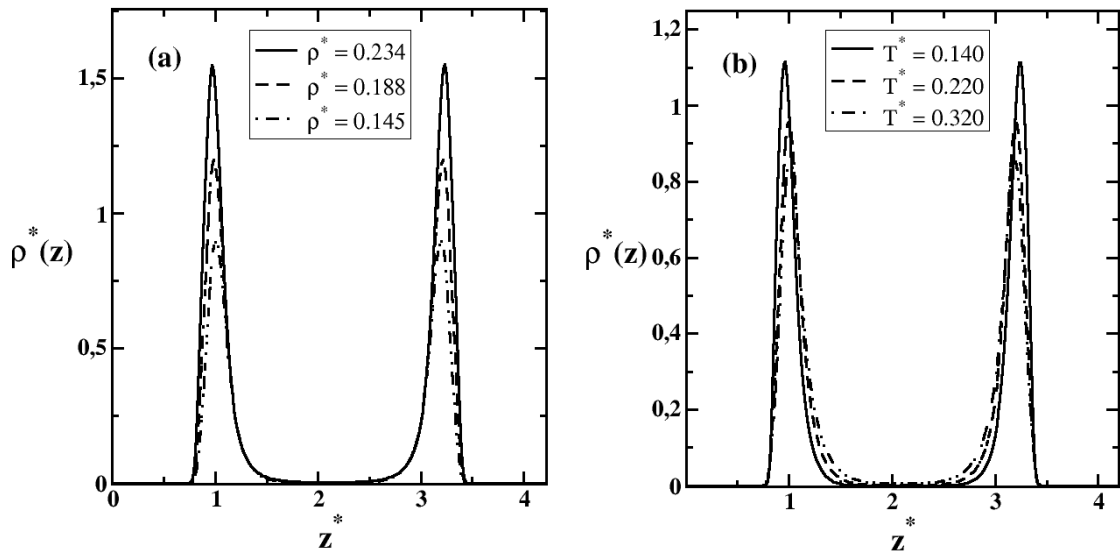 (a)
ρ* = 0.234
ρ* = 0.188
ρ* = 0.145
1,5
1
0,5
0
ρ*(z)
0 1 2 3 4
z*
(b)
T* = 0.140
T* = 0.220
T* = 0.320
1,2
1
0,8
0,6
0,4
0,2
0
ρ*(z)
1 2 3 4
z*